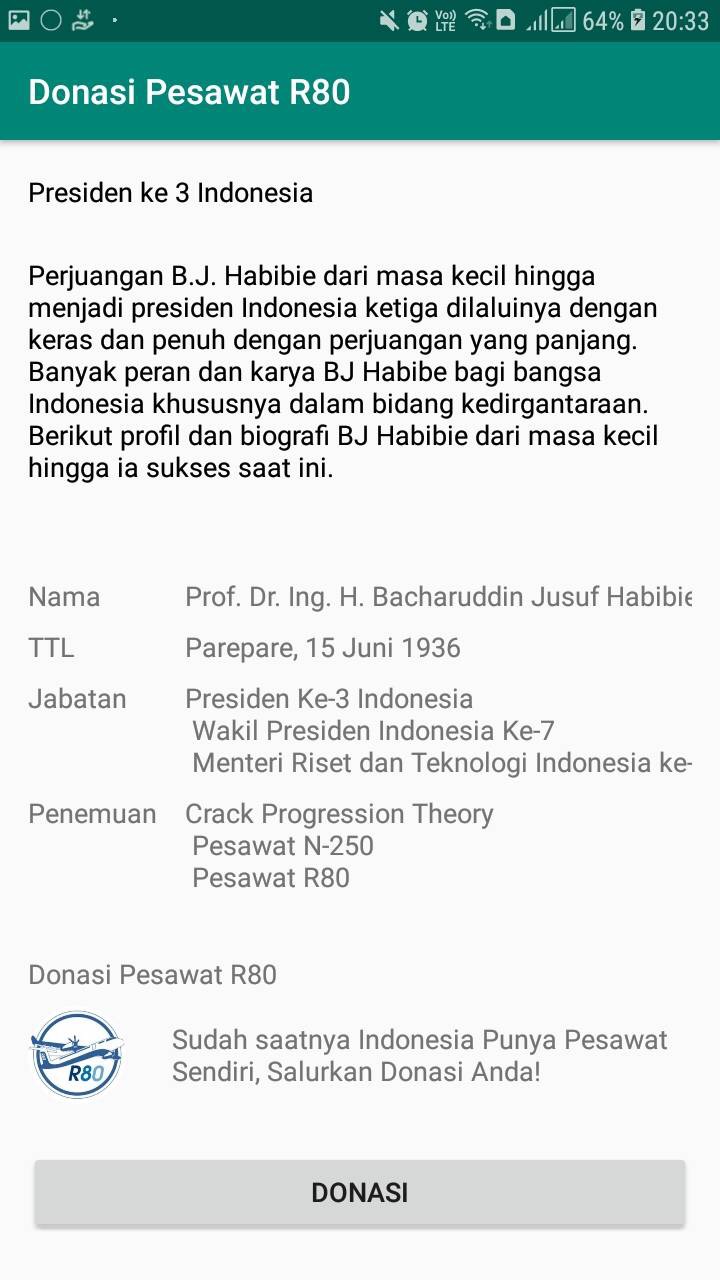 Vo))
LTE
64%
20:33
Donasi Pesawat R80
Presiden ke 3 Indonesia
Perjuangan B.J. Habibie dari masa kecil hingga
menjadi presiden Indonesia ketiga dilaluinya dengan
keras dan penuh dengan perjuangan yang panjang.
Banyak peran dan karya BJ Habibe bagi bangsa
Indonesia khususnya dalam bidang kedirgantaraan.
Berikut profil dan biografi BJ Habibie dari masa kecil
hingga ia sukses saat ini.
Nama Prof. Dr. Ing. H. Bacharuddin Jusuf Habibie
TTL Parepare, 15 Juni 1936
Jabatan Presiden Ke-3 Indonesia
Wakil Presiden Indonesia Ke-7
Menteri Riset dan Teknologi Indonesia ke-
Penemuan Crack Progression Theory
Pesawat N-250
Pesawat R80
Donasi Pesawat R80
R80
Sudah saatnya Indonesia Punya Pesawat
Sendiri, Salurkan Donasi Anda!
DONASI